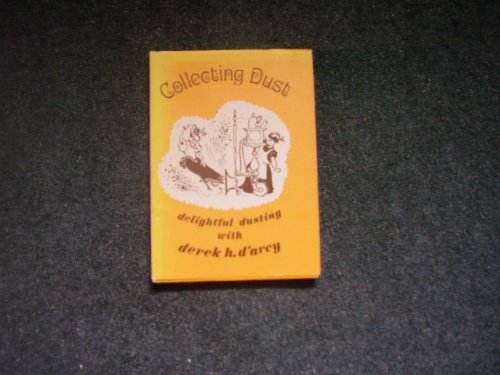 Collecting Dust
delightful dusting
with
derek h. d'arcy